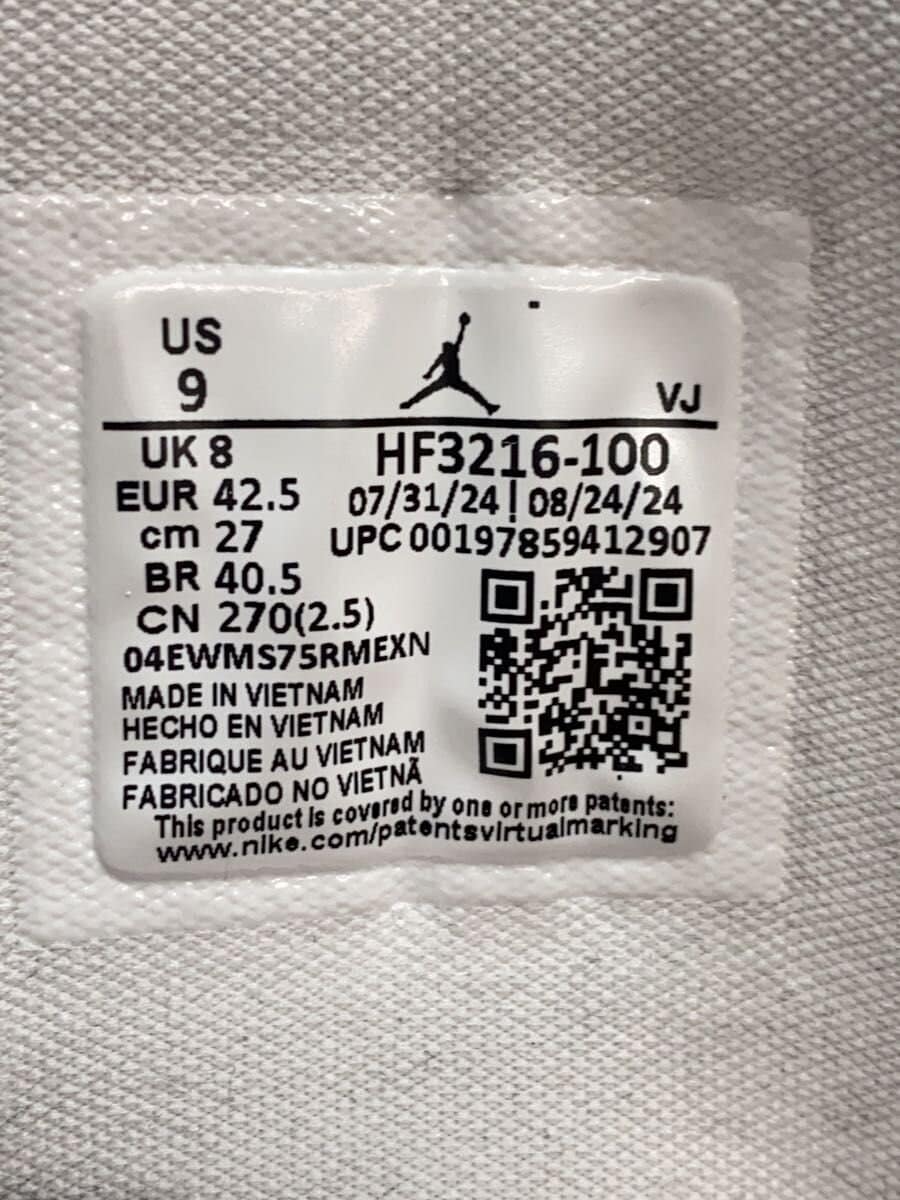 US
9
VJ
UK 8
HF3216-100
EUR 42.5
07/31/24 | 08/24/24
cm 27
UPC 00197859412907
BR 40.5
CN 270(2.5)
04EWMS75RMEXN
MADE IN VIETNAM
HECHO EN VIETNAM
FABRIQUE AU VIETNAM
FABRICADO NO VIETNÃ
This product is covered by one or more patents:
www.nike.com/patentsvirtualmarking